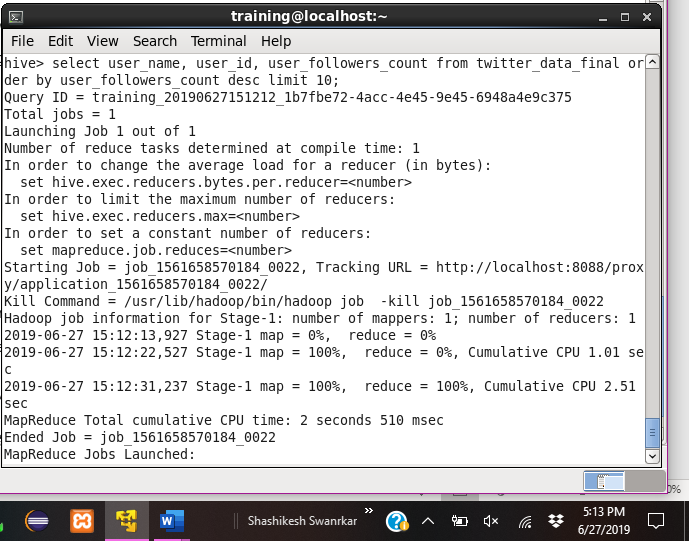 training@localhost:~
File Edit View Search Terminal Help
hive> select user_name, user_id, user_followers_count from twitter_data_final or
der by user_followers_count desc limit 10;
Query ID = training_20190627151212_1b7fbe72-4acc-4e45-9e45-6948a4e9c375
Total jobs = 1
Launching Job 1 out of 1
Number of reduce tasks determined at compile time: 1
In order to change the average load for a reducer (in bytes):
  set hive.exec.reducers.bytes.per.reducer=<number>
In order to limit the maximum number of reducers:
  set hive.exec.reducers.max=<number>
In order to set a constant number of reducers:
  set mapreduce.job.reduces=<number>
Starting Job = job_1561658570184_0022, Tracking URL = http://localhost:8088/prox
y/application_1561658570184_0022/
Kill Command = /usr/lib/hadoop/bin/hadoop job  -kill job_1561658570184_0022
Hadoop job information for Stage-1: number of mappers: 1; number of reducers: 1
2019-06-27 15:12:13,927 Stage-1 map = 0%,  reduce = 0%
2019-06-27 15:12:22,527 Stage-1 map = 100%,  reduce = 0%, Cumulative CPU 1.01 se
c
2019-06-27 15:12:31,237 Stage-1 map = 100%,  reduce = 100%, Cumulative CPU 2.51
sec
MapReduce Total cumulative CPU time: 2 seconds 510 msec
Ended Job = job_1561658570184_0022
MapReduce Jobs Launched:
0%
Shashikesh Swanrkar
5:13 PM
6/27/2019